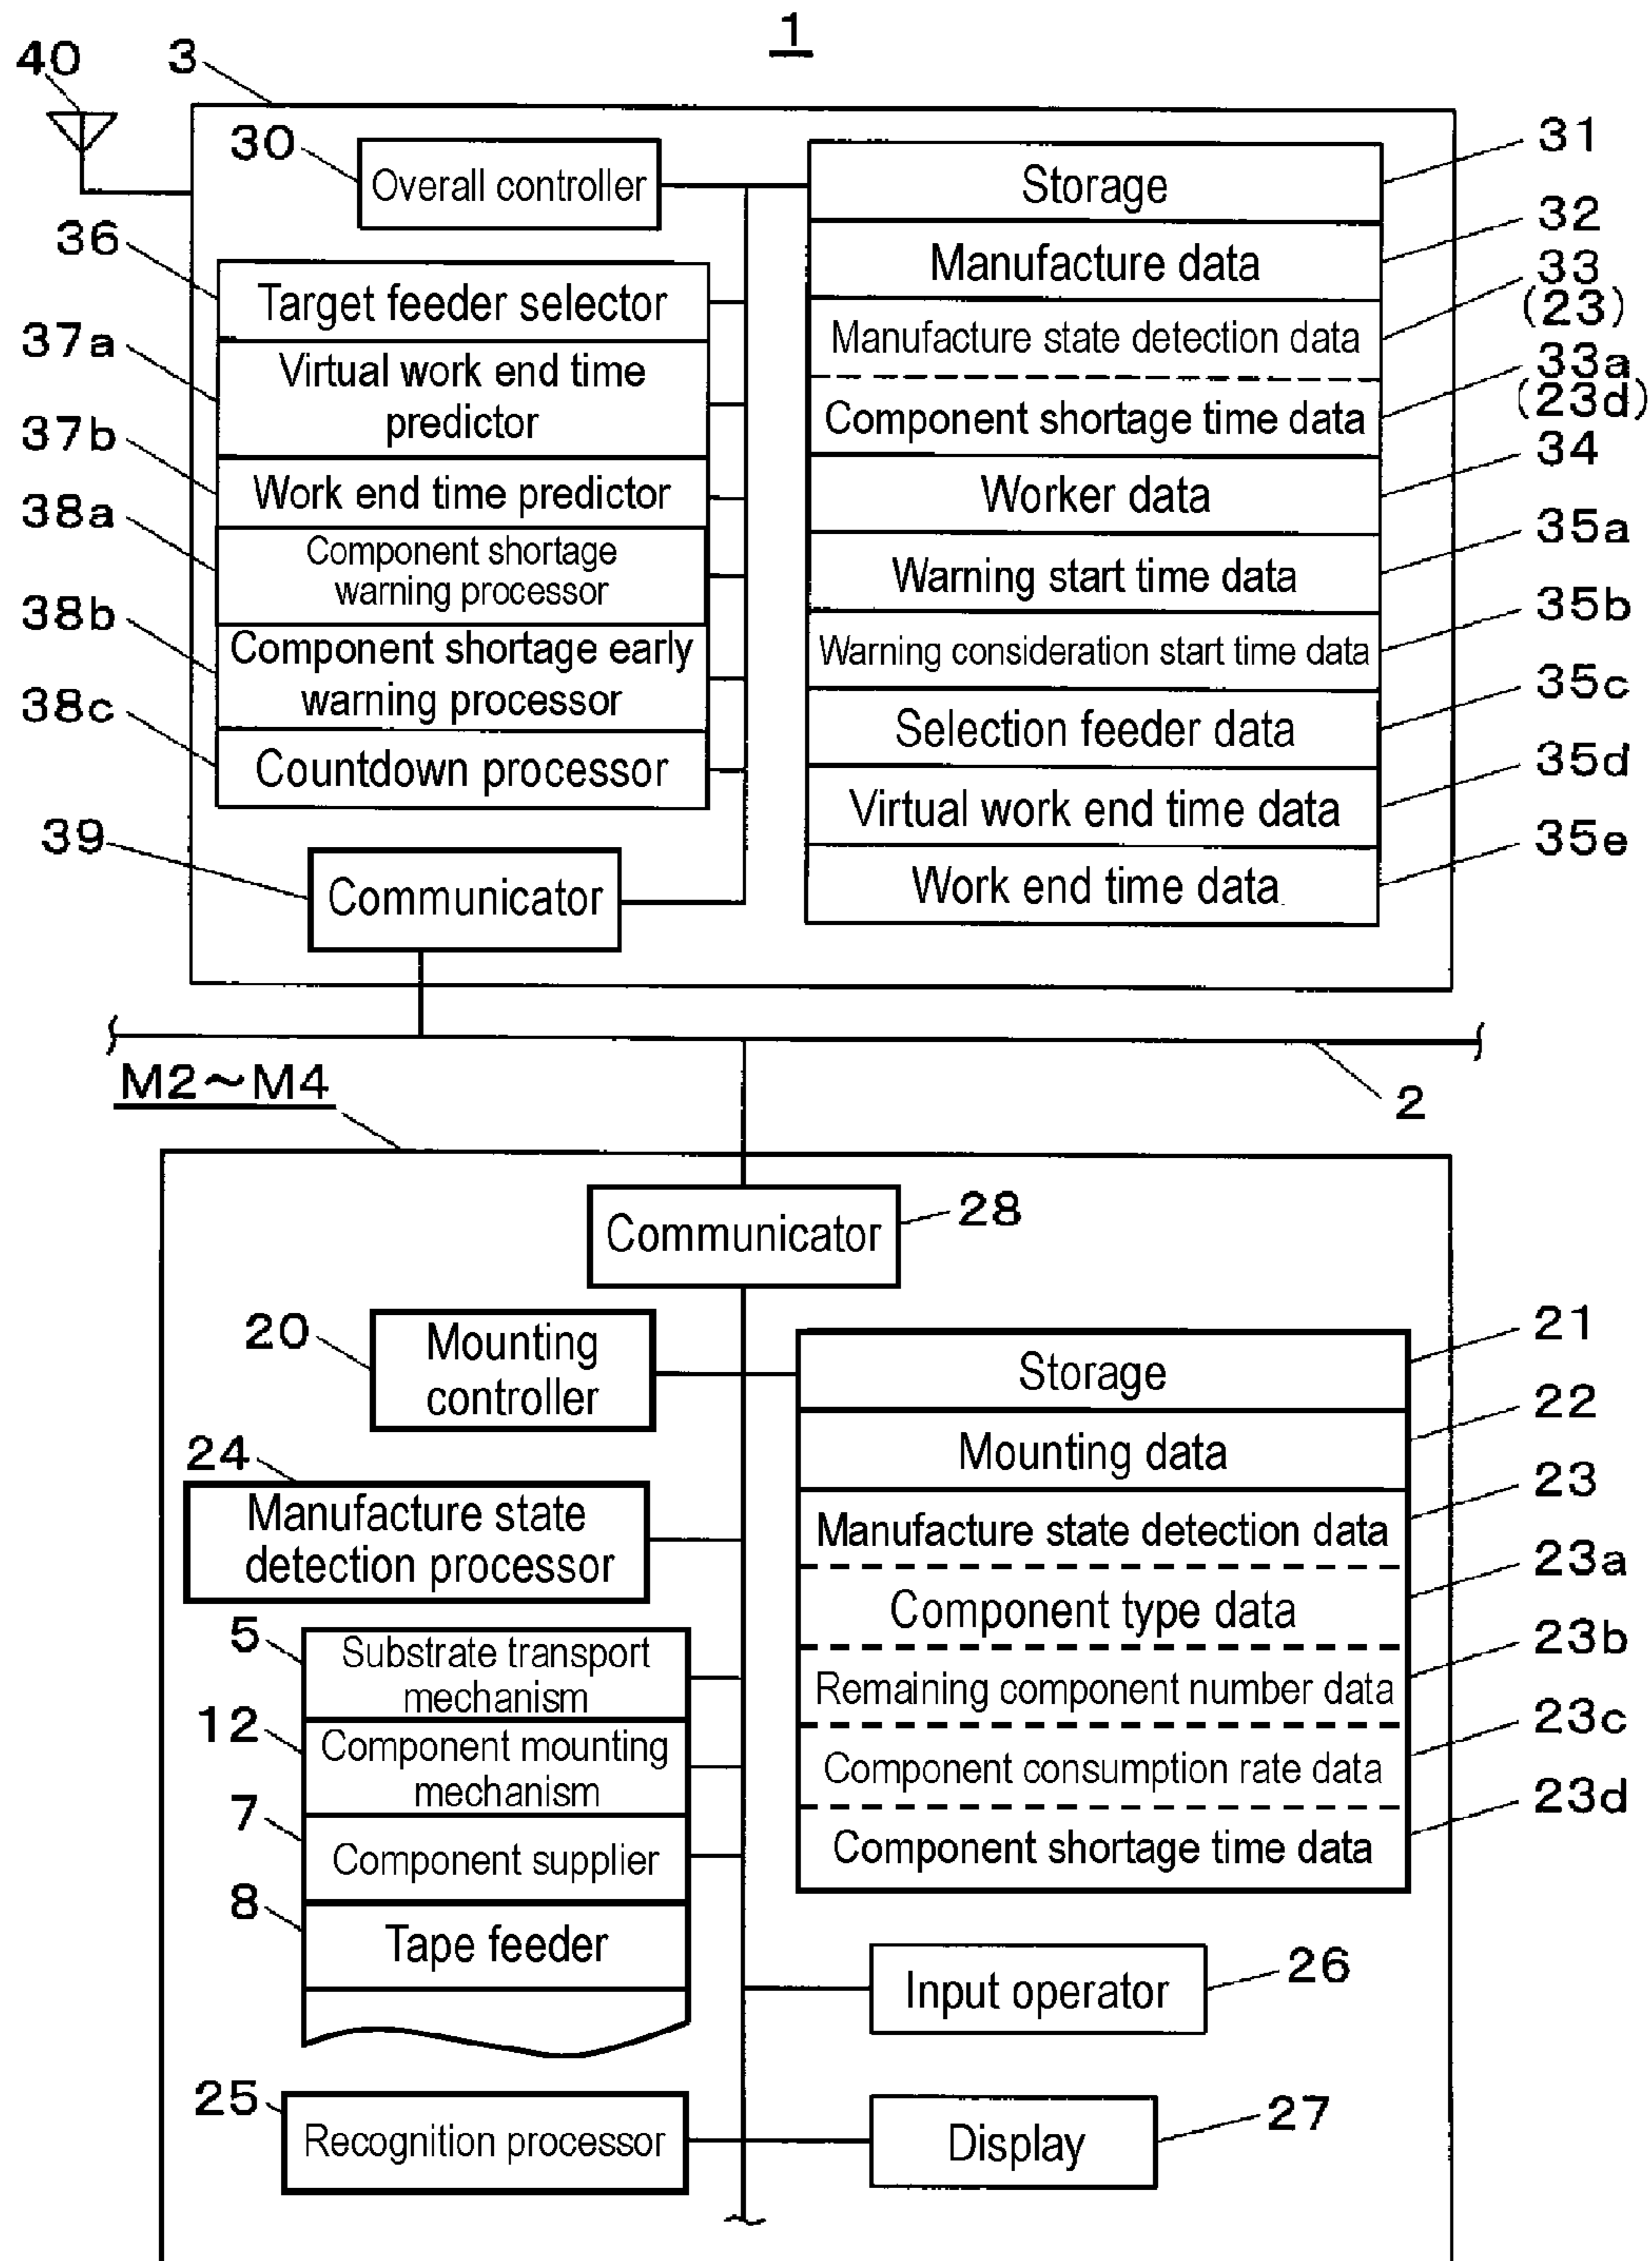 1
40
3
30
Overall controller
36
Target feeder selector
37a
Virtual work end time
predictor
37b
Work end time predictor
38a
Component shortage
warning processor
38b
Component shortage early
warning processor
38c
Countdown processor
39
Communicator
Storage
31
Manufacture data
32
Manufacture state detection data
33
(23)
Component shortage time data
33a
(23d)
Worker data
34
Warning start time data
35a
Warning consideration start time data
35b
Selection feeder data
35c
Virtual work end time data
35d
Work end time data
35e
2
M2~M4
Communicator
28
20
Mounting
controller
24
Manufacture state
detection processor
5
Substrate transport
mechanism
12
Component mounting
mechanism
7
Component supplier
8
Tape feeder
25
Recognition processor
Storage
21
Mounting data
22
Manufacture state detection data
23
Component type data
23a
Remaining component number data
23b
Component consumption rate data
23c
Component shortage time data
23d
Input operator
26
Display
27